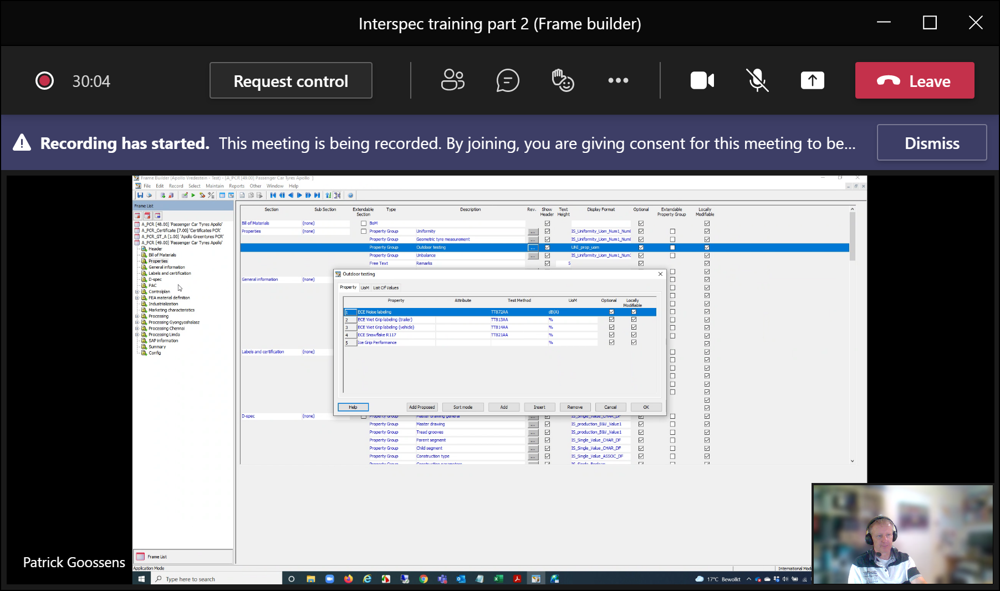 Interspec training part 2 (Frame builder)
30:04
Request control
Leave
Recording has started. This meeting is being recorded. By joining, you are giving consent for this meeting to be...
Dismiss
Frame Builder (Apollo Vredestein - Test) - [A_PCR [49.00] Passenger Car Tyres Apollo ]
File Edit Record Select Maintain Reports Other Window Help
Frame List
A_PCR [48.00] 'Passenger Car Tyres Apollo'
A_PCR_Certificate [7.00] 'Certificates PCR'
A_PCR_GT_A [1.00] 'Apollo Greentyres PCR'
A_PCR [49.00] 'Passenger Car Tyres Apollo'
Header
Bill of Materials
Properties
General information
Labels and certification
D-spec
PAC
Controlplan
FEA material definition
Industrialization
Marketing characteristics
Processing
Processing Gyongyoshalasz
Processing Chennai
Processing Limda
SAP information
Summary
Config
Frame List
Application Mode
Section Sub Section Extendable Section Type Description Rev. Show Header Text Height Display Format Optional Extendable Property Group Locally Modifiable
Bill of Materials (none) BoM
Properties (none) Property Group Uniformity ... IS_Uniformity_Uom_Num1_Num
Property Group Geometric tyre measurement ... IS_Uniformity_Uom_Num1_Num
Property Group Outdoor testing ... UNI_prop_uom
Property Group Unbalance ... IS_Uniformity_Uom_Num1_Num
Free Text Remarks 5
General information (none)
Labels and certification (none)
Outdoor testing
Property UoM List Of Values
Property Attribute Test Method UoM Optional Locally Modifiable
1 ECE Noise labeling TT872AA dB(A)
2 ECE Wet Grip labeling (trailer) TT813AA %
3 ECE Wet Grip labeling (vehicle) TT814AA %
4 ECE Snowflake R117 TT821AA %
5 Ice Grip Performance %
Help Add Proposed Sort mode Add Insert Remove Cancel OK
D-spec (none) Property Group Master drawing general ... IS_Single_Value_CHAR_DF
Property Group Master drawing ... IS_production_B&V_Value1
Property Group Tread grooves ... IS_production_B&V_Value1
Property Group Parent segment ... IS_Single_Value_CHAR_DF
Property Group Child segment ... IS_Single_Value_CHAR_DF
Property Group Construction type ... IS_Single_Value_ASSOC_DF
Property Group Construction parameters ... IS_Single_Boolean
International Mod
Patrick Goossens
Type here to search
17°C Bewolkt